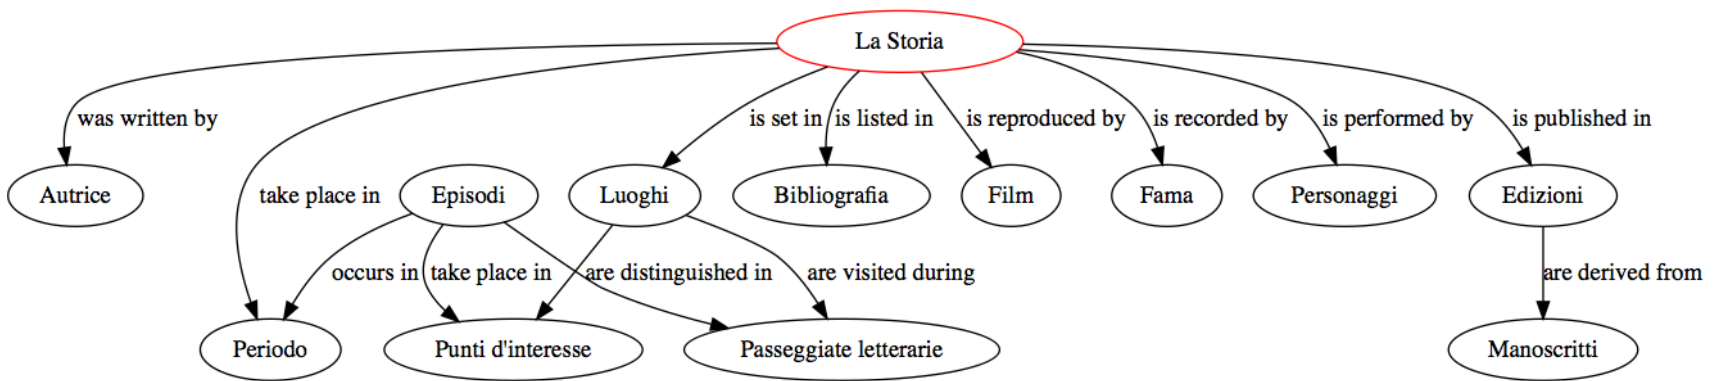 La Storia
was written by
is set in
is listed in
is reproduced by
is recorded by
is performed by
is published in
Autrice
take place in
Episodi
Luoghi
Bibliografia
Film
Fama
Personaggi
Edizioni
occurs in
take place in
are distinguished in
are visited during
are derived from
Periodo
Punti d'interesse
Passeggiate letterarie
Manoscritti